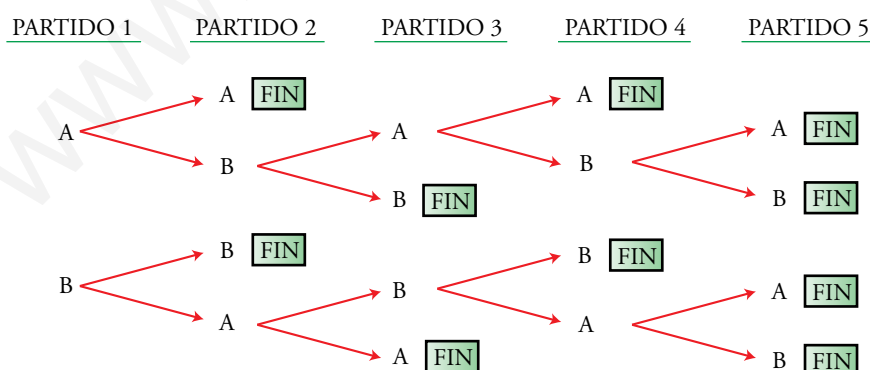 PARTIDO 1 PARTIDO 2 PARTIDO 3 PARTIDO 4 PARTIDO 5
A FIN A FIN
A A A FIN
B B
B FIN B FIN
B FIN B FIN
B B A FIN
A A
A FIN B FIN